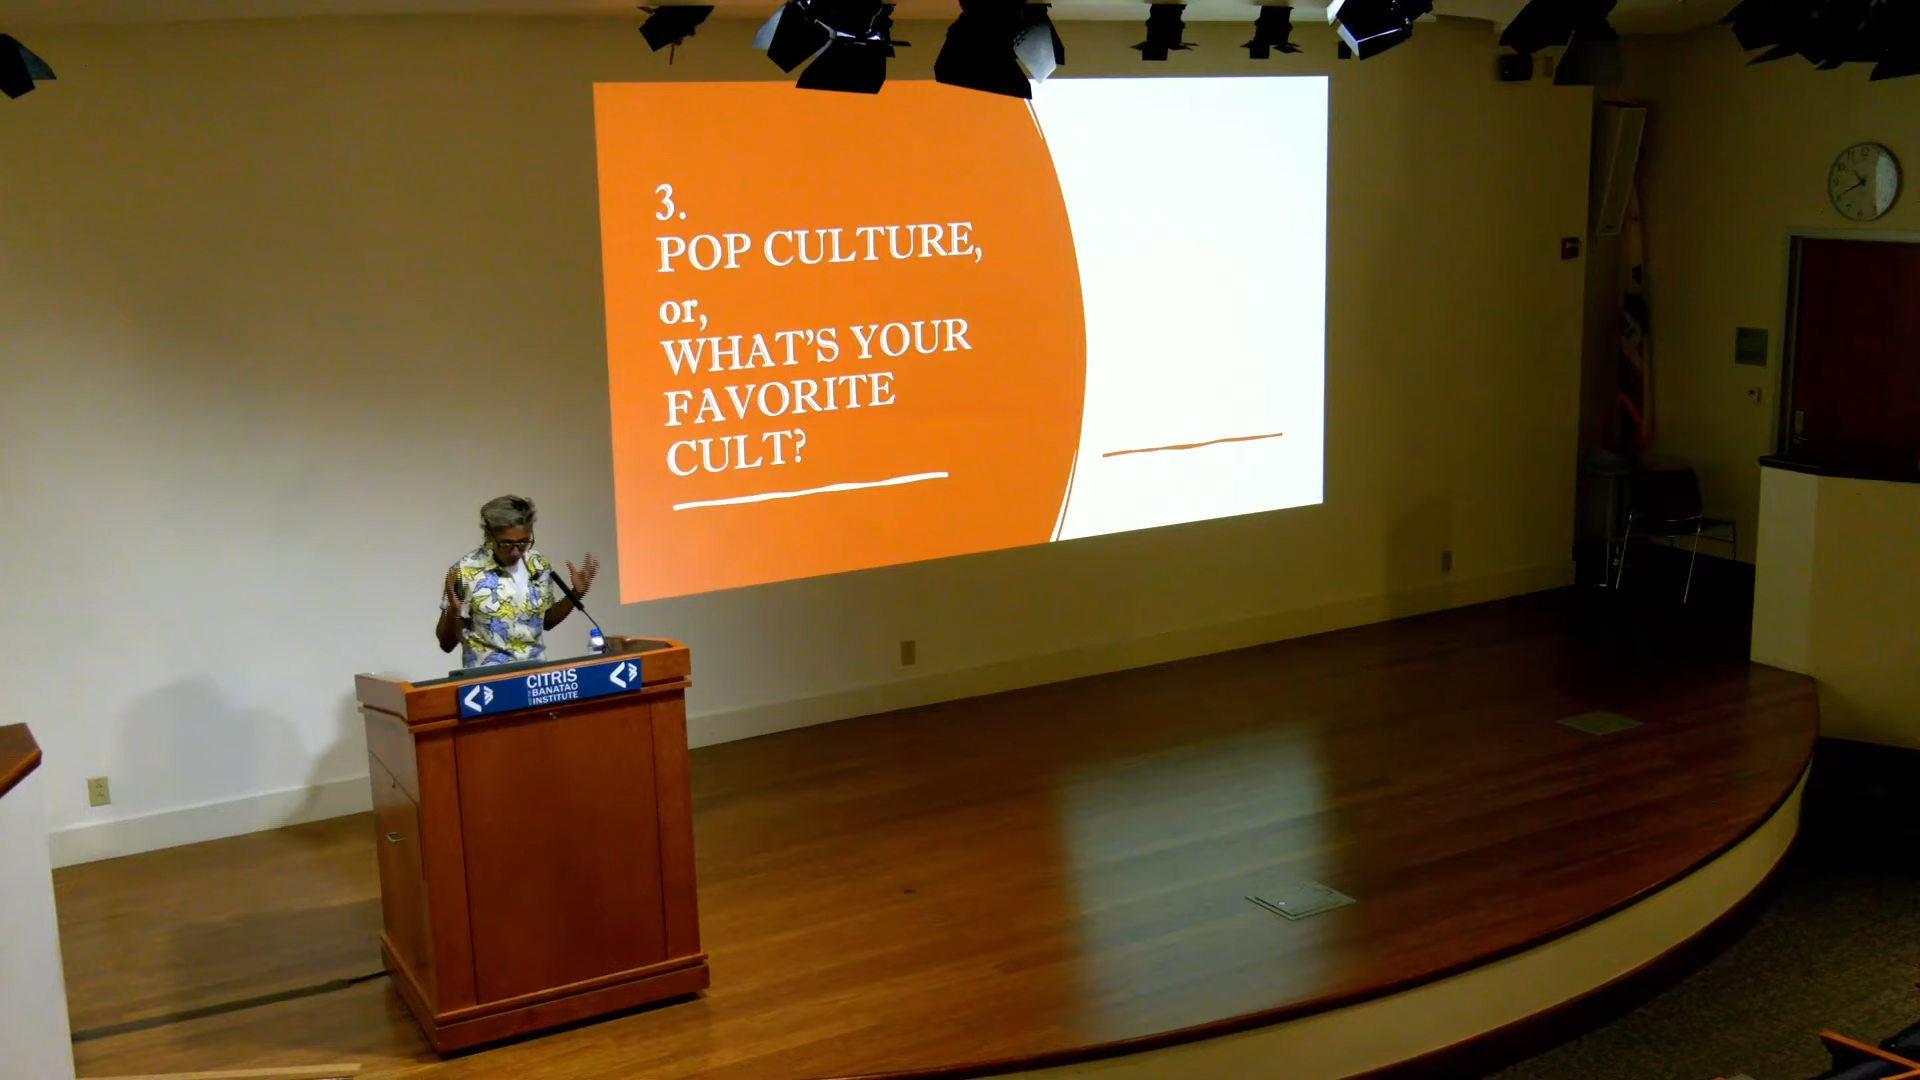 3.
POP CULTURE,
or,
WHAT'S YOUR
FAVORITE
CULT?
CITRIS
BANATAO
INSTITUTE